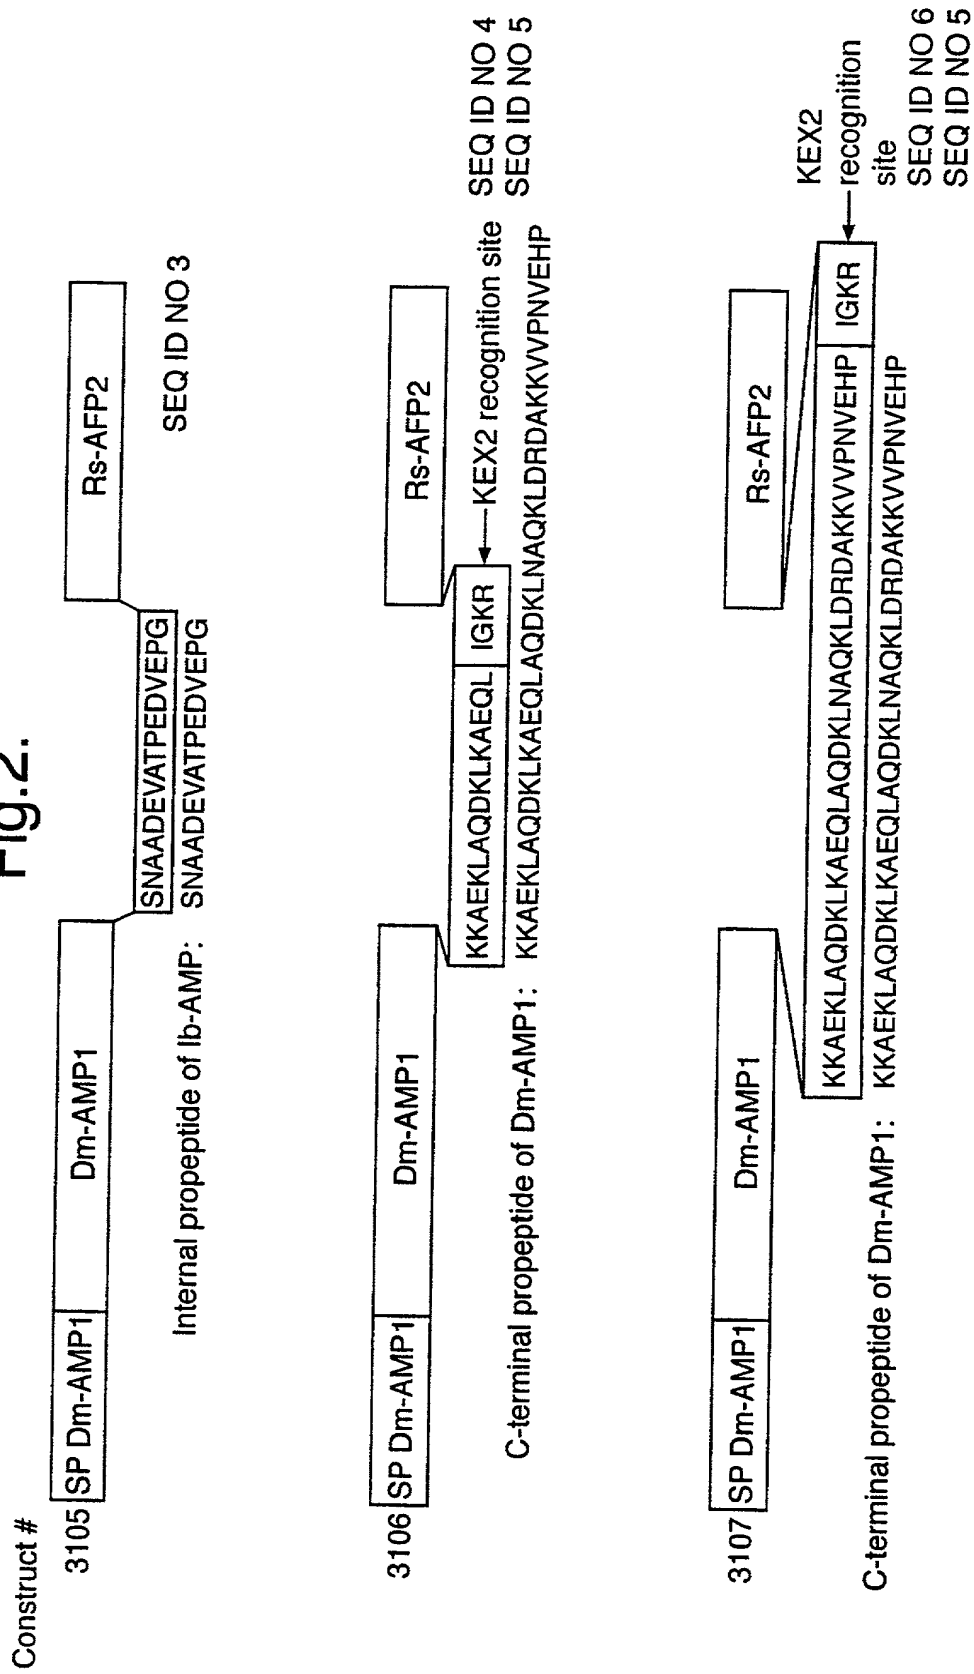 Fig.2.
Construct #
3105 SP Dm-AMP1 Dm-AMP1 Rs-AFP2
SNAADEVATPEDVEPG
Internal propeptide of Ib-AMP: SNAADEVATPEDVEPG
SEQ ID NO 3
3106 SP Dm-AMP1 Dm-AMP1 Rs-AFP2
KKAEKLAQDKLKAEQL IGKR KEX2 recognition site
SEQ ID NO 4
C-terminal propeptide of Dm-AMP1: KKAEKLAQDKLKAEQLAQDKLNAQKLDRDAKKVVPNVEHP
SEQ ID NO 5
3107 SP Dm-AMP1 Dm-AMP1 Rs-AFP2
KKAEKLAQDKLKAEQLAQDKLNAQKLDRDAKKVVPNVEHP IGKR
KEX2
recognition
site
SEQ ID NO 6
C-terminal propeptide of Dm-AMP1: KKAEKLAQDKLKAEQLAQDKLNAQKLDRDAKKVVPNVEHP
SEQ ID NO 5